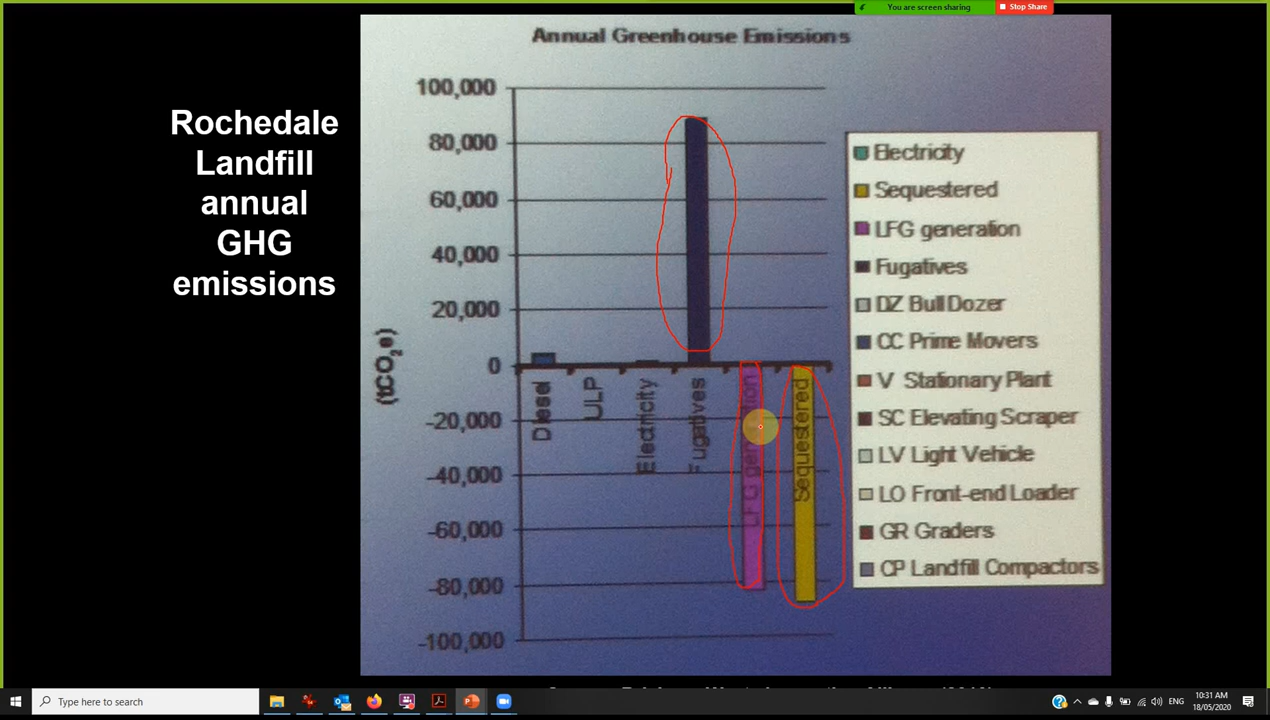 You are screen sharing
Stop Share
Rochedale
Landfill
annual
GHG
emissions
Annual Greenhouse Emissions
100,000
80,000
60,000
40,000
20,000
0
-20,000
-40,000
-60,000
-80,000
-100,000
(tCO₂e)
Diesel
ULP
Electricity
Fugatives
LFG generation
Sequestered
Electricity
Sequestered
LFG generation
Fugatives
DZ Bull Dozer
CC Prime Movers
V Stationary Plant
SC Elevating Scraper
LV Light Vehicle
LO Front-end Loader
GR Graders
CP Landfill Compactors
Type here to search
ENG
10:31 AM
18/05/2020